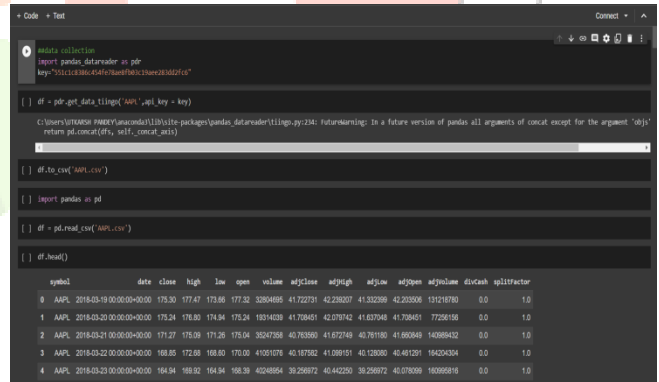 + Code + Text Connect
##data collection
import pandas_datareader as pdr
key="551c1c8386c454fe78ae0fb03c19aee283dd2fc6"
[ ] df = pdr.get_data_tiingo('AAPL',api_key = key)
C:\Users\UTKARSH PANDEY\anaconda3\lib\site-packages\pandas_datareader\tiingo.py:234: FutureWarning: In a future version of pandas all arguments of concat except for the argument 'objs'
return pd.concat(dfs, self._concat_axis)
[ ] df.to_csv('AAPL.csv')
[ ] import pandas as pd
[ ] df = pd.read_csv('AAPL.csv')
[ ] df.head()
symbol date close high low open volume adjClose adjHigh adjLow adjOpen adjVolume divCash splitFactor
0 AAPL 2018-03-19 00:00:00+00:00 175.30 177.47 173.66 177.32 32804695 41.722731 42.239207 41.332399 42.203506 131218780 0.0 1.0
1 AAPL 2018-03-20 00:00:00+00:00 175.24 176.80 174.94 175.24 19314039 41.708451 42.079742 41.637048 41.708451 77256156 0.0 1.0
2 AAPL 2018-03-21 00:00:00+00:00 171.27 175.09 171.26 175.04 35247358 40.763560 41.672749 40.761180 41.660849 140989432 0.0 1.0
3 AAPL 2018-03-22 00:00:00+00:00 168.85 172.68 168.60 170.00 41051076 40.187582 41.099151 40.128080 40.461291 164204304 0.0 1.0
4 AAPL 2018-03-23 00:00:00+00:00 164.94 169.92 164.94 168.39 40248954 39.256972 40.442250 39.256972 40.078099 160995816 0.0 1.0